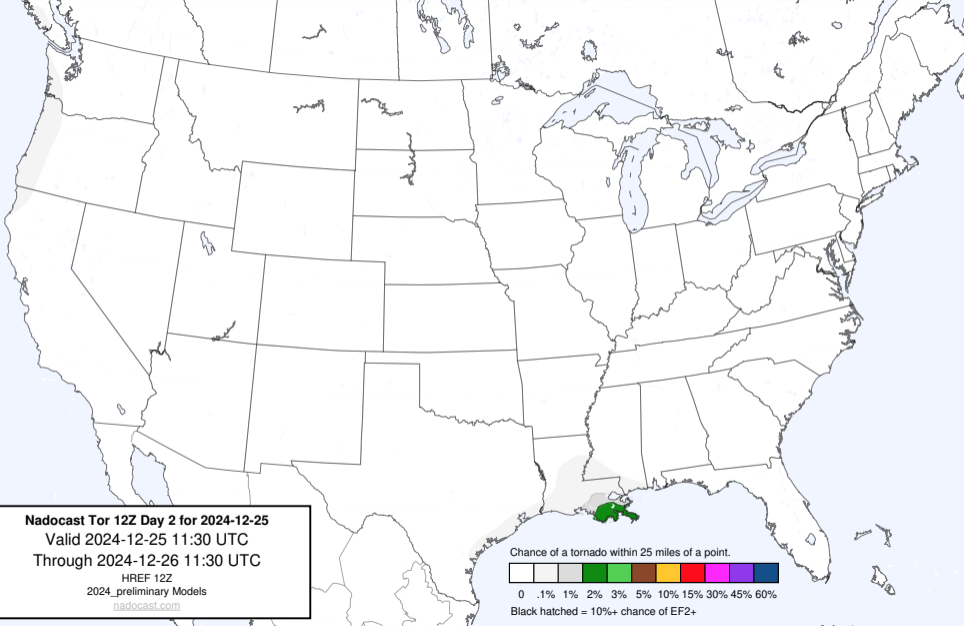 Nadocast Tor 12Z Day 2 for 2024-12-25
Valid 2024-12-25 11:30 UTC
Through 2024-12-26 11:30 UTC
HREF 12Z
2024_preliminary Models
nadocast.com
Chance of a tornado within 25 miles of a point.
0 .1% 1% 2% 3% 5% 10% 15% 30% 45% 60%
Black hatched = 10%+ chance of EF2+